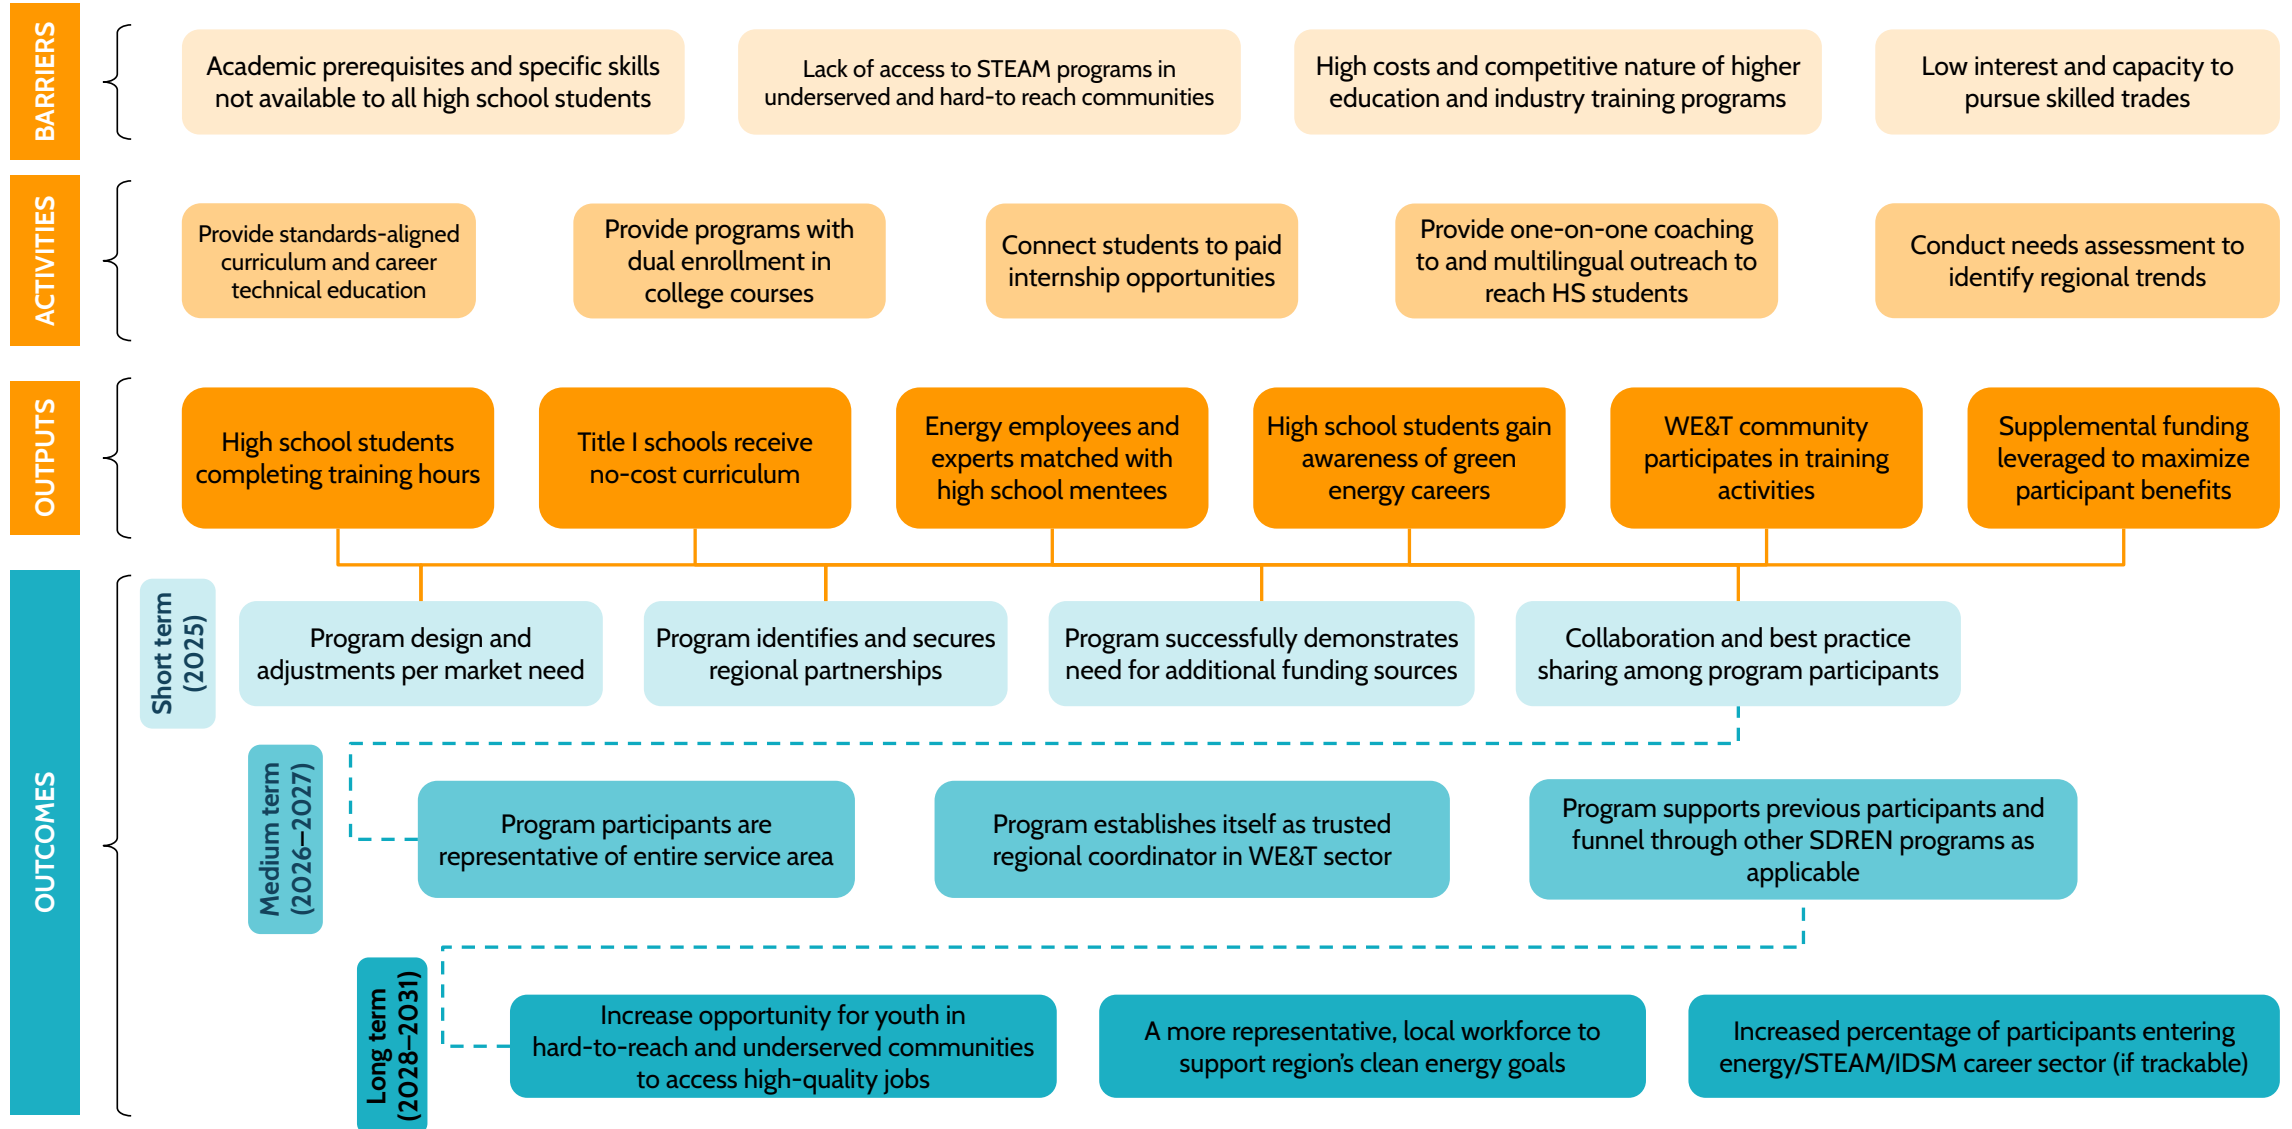 BARRIERS
Academic prerequisites and specific skills
not available to all high school students
Lack of access to STEAM programs in
underserved and hard-to reach communities
High costs and competitive nature of higher
education and industry training programs
Low interest and capacity to
pursue skilled trades
ACTIVITIES
Provide standards-aligned
curriculum and career
technical education
Provide programs with
dual enrollment in
college courses
Connect students to paid
internship opportunities
Provide one-on-one coaching
to and multilingual outreach to
reach HS students
Conduct needs assessment to
identify regional trends
OUTPUTS
High school students
completing training hours
Title I schools receive
no-cost curriculum
Energy employees and
experts matched with
high school mentees
High school students gain
awareness of green
energy careers
WE&T community
participates in training
activities
Supplemental funding
leveraged to maximize
participant benefits
OUTCOMES
Short term
(2025)
Program design and
adjustments per market need
Program identifies and secures
regional partnerships
Program successfully demonstrates
need for additional funding sources
Collaboration and best practice
sharing among program participants
Medium term
(2026–2027)
Program participants are
representative of entire service area
Program establishes itself as trusted
regional coordinator in WE&T sector
Program supports previous participants and
funnel through other SDREN programs as
applicable
Long term
(2028–2031)
Increase opportunity for youth in
hard-to-reach and underserved communities
to access high-quality jobs
A more representative, local workforce to
support region's clean energy goals
Increased percentage of participants entering
energy/STEAM/IDSM career sector (if trackable)